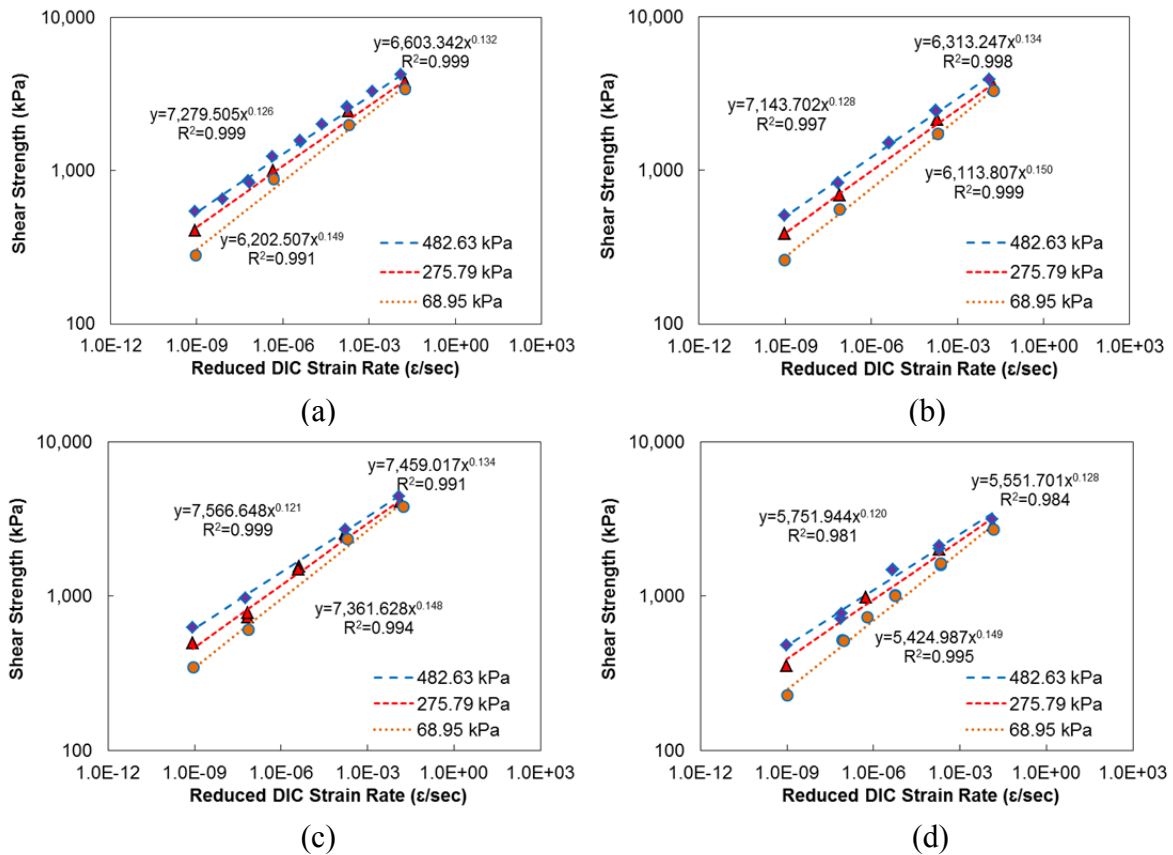 10,000
1,000
100
Shear Strength (kPa)
y=6,603.342x^0.132
R²=0.999
y=7,279.505x^0.126
R²=0.999
y=6,202.507x^0.149
R²=0.991
482.63 kPa
275.79 kPa
68.95 kPa
1.0E-12 1.0E-09 1.0E-06 1.0E-03 1.0E+00 1.0E+03
Reduced DIC Strain Rate (ε/sec)
(a)
10,000
1,000
100
Shear Strength (kPa)
y=6,313.247x^0.134
R²=0.998
y=7,143.702x^0.128
R²=0.997
y=6,113.807x^0.150
R²=0.999
482.63 kPa
275.79 kPa
68.95 kPa
1.0E-12 1.0E-09 1.0E-06 1.0E-03 1.0E+00 1.0E+03
Reduced DIC Strain Rate (ε/sec)
(b)
10,000
1,000
100
Shear Strength (kPa)
y=7,459.017x^0.134
R²=0.991
y=7,566.648x^0.121
R²=0.999
y=7,361.628x^0.148
R²=0.994
482.63 kPa
275.79 kPa
68.95 kPa
1.0E-12 1.0E-09 1.0E-06 1.0E-03 1.0E+00 1.0E+03
Reduced DIC Strain Rate (ε/sec)
(c)
10,000
1,000
100
Shear Strength (kPa)
y=5,551.701x^0.128
R²=0.984
y=5,751.944x^0.120
R²=0.981
y=5,424.987x^0.149
R²=0.995
482.63 kPa
275.79 kPa
68.95 kPa
1.0E-12 1.0E-09 1.0E-06 1.0E-03 1.0E+00 1.0E+03
Reduced DIC Strain Rate (ε/sec)
(d)